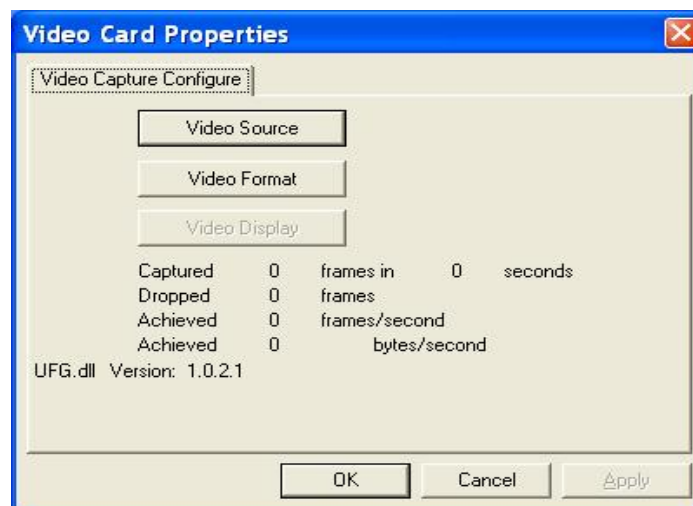 Video Card Properties
Video Capture Configure
Video Source
Video Format
Video Display
Captured 0 frames in 0 seconds
Dropped 0 frames
Achieved 0 frames/second
Achieved 0 bytes/second
UFG.dll Version: 1.0.2.1
OK Cancel Apply